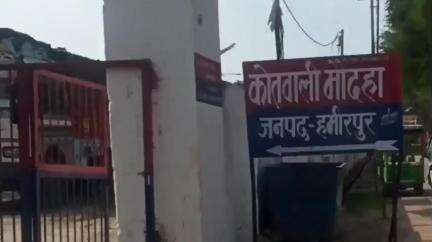 कोतवाली मौदहा
जनपद-हमीरपुर